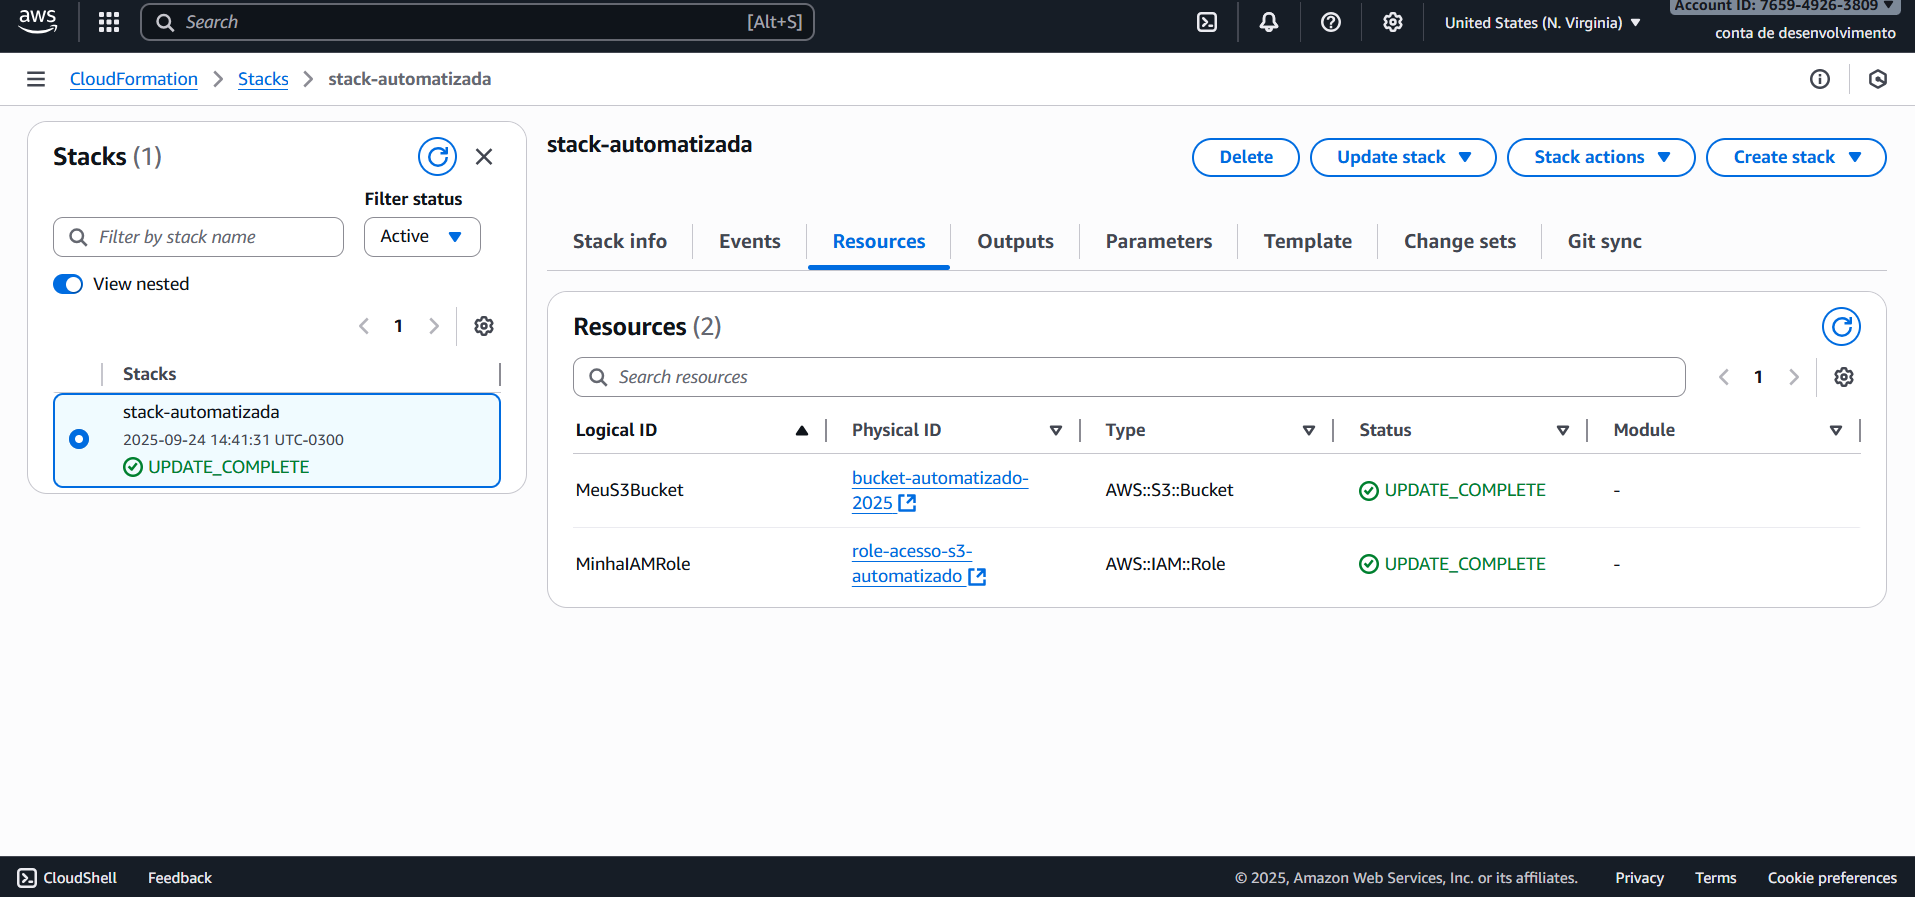 aws
Search [Alt+S]
United States (N. Virginia)
Account ID: 7659-4926-3809
conta de desenvolvimento
CloudFormation
Stacks
stack-automatizada
Stacks (1)
Filter status
Filter by stack name
Active
View nested
1
Stacks
stack-automatizada
2025-09-24 14:41:31 UTC-0300
UPDATE_COMPLETE
stack-automatizada
Delete
Update stack
Stack actions
Create stack
Stack info
Events
Resources
Outputs
Parameters
Template
Change sets
Git sync
Resources (2)
Search resources
1
Logical ID
Physical ID
Type
Status
Module
MeuS3Bucket
bucket-automatizado-
2025
AWS::S3::Bucket
UPDATE_COMPLETE
-
MinhaIAMRole
role-acesso-s3-
automatizado
AWS::IAM::Role
UPDATE_COMPLETE
-
CloudShell
Feedback
© 2025, Amazon Web Services, Inc. or its affiliates.
Privacy
Terms
Cookie preferences